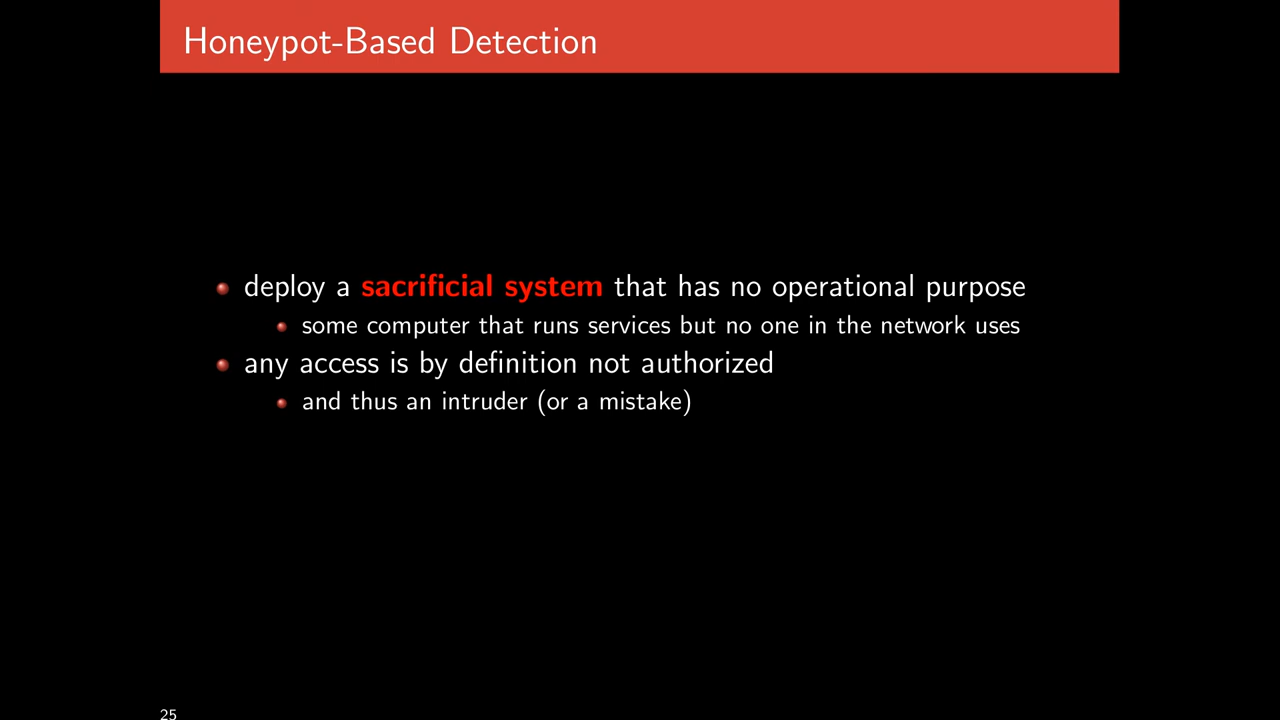 Honeypot-Based Detection
deploy a sacrificial system that has no operational purpose
some computer that runs services but no one in the network uses
any access is by definition not authorized
and thus an intruder (or a mistake)
25